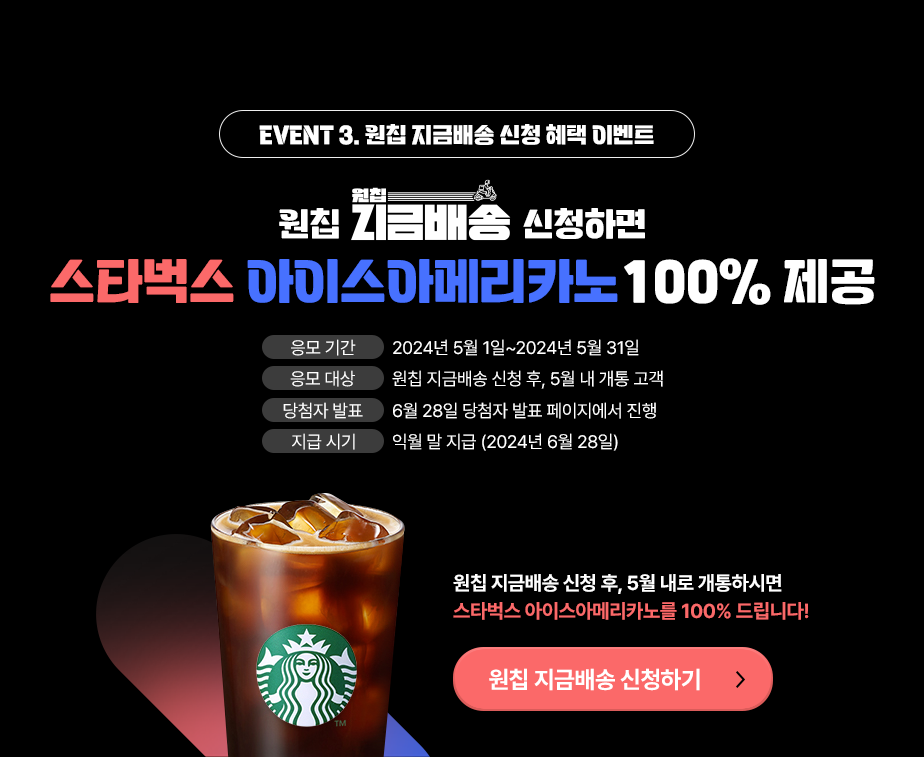 EVENT 3. 원칩 지금배송 신청 혜택 이벤트
원칩 원칩 지금배송 신청하면
스타벅스 아이스아메리카노 100% 제공
응모 기간 2024년 5월 1일~2024년 5월 31일
응모 대상 원칩 지금배송 신청 후, 5월 내 개통 고객
당첨자 발표 6월 28일 당첨자 발표 페이지에서 진행
지급 시기 익월 말 지급 (2024년 6월 28일)
원칩 지금배송 신청 후, 5월 내로 개통하시면
스타벅스 아이스아메리카노를 100% 드립니다!
원칩 지금배송 신청하기
TM